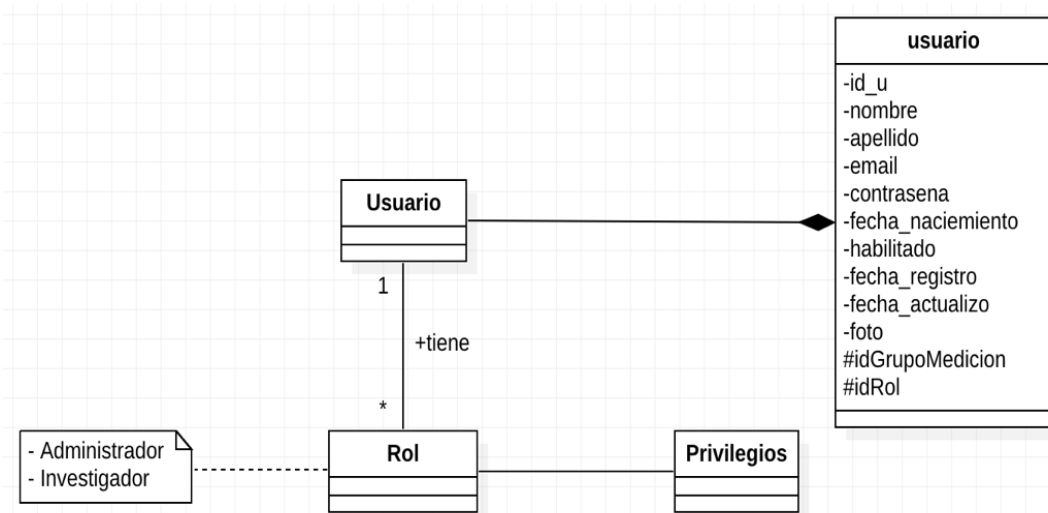 usuario
-id_u
-nombre
-apellido
-email
-contrasena
-fecha_naciemiento
-habilitado
-fecha_registro
-fecha_actualizo
-foto
#idGrupoMedicion
#idRol
Usuario
1
+tiene
*
- Administrador
- Investigador
Rol
Privilegios